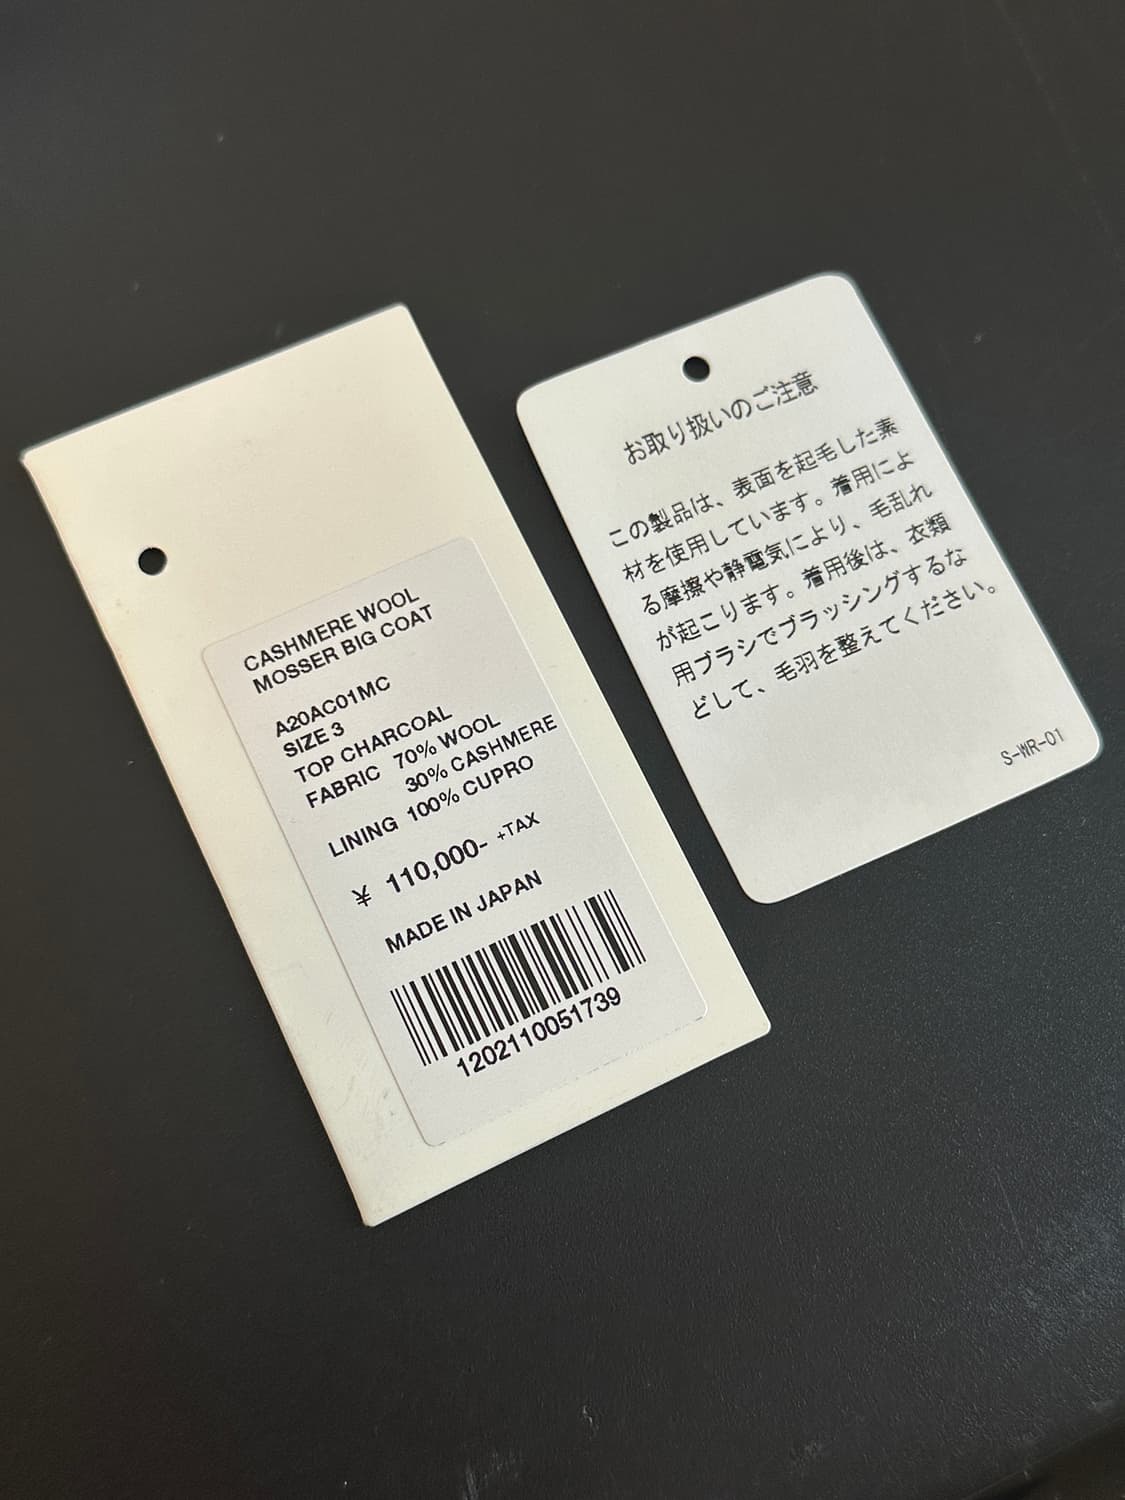 CASHMERE WOOL
MOSSER BIG COAT
A20AC01MC
SIZE 3
TOP CHARCOAL
FABRIC 70% WOOL
30% CASHMERE
LINING 100% CUPRO
¥ 110,000- +TAX
MADE IN JAPAN
1202110051739
お取り扱いのご注意
この製品は、表面を起毛した素
材を使用しています。着用によ
る摩擦や静電気により、毛乱れ
が起こります。着用後は、衣類
用ブラシでブラッシングするな
どして、毛羽を整えてください。
S-WR-01